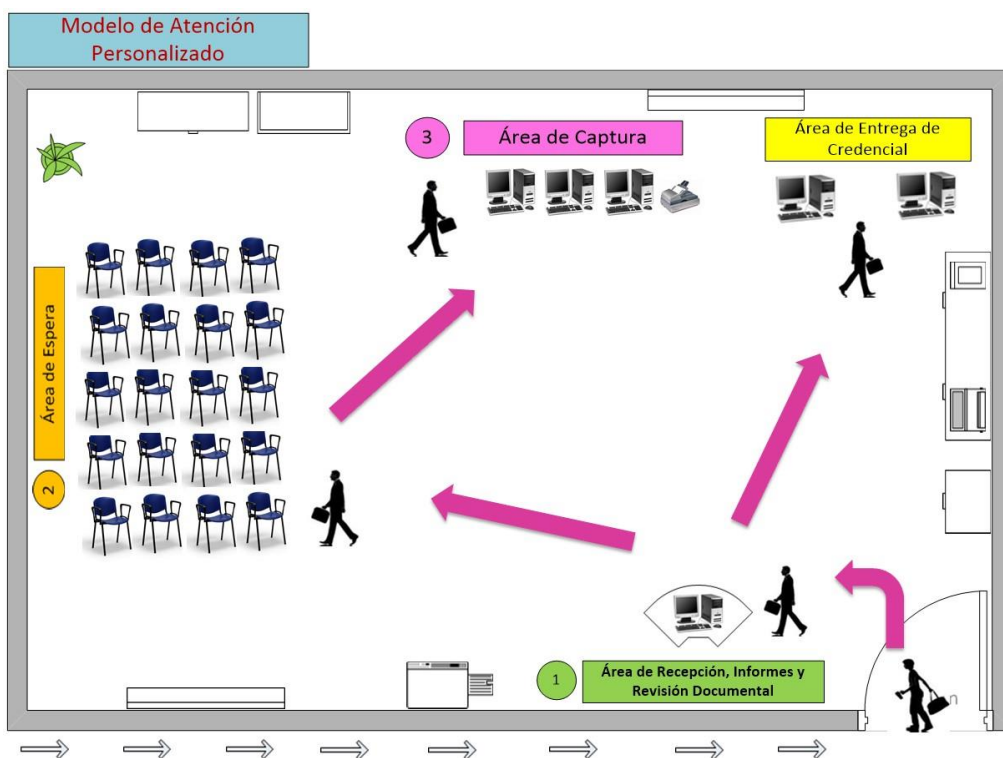 Modelo de Atención
Personalizado
3
Área de Captura
Área de Entrega de
Credencial
Área de Espera
2
1
Área de Recepción, Informes y
Revisión Documental
n